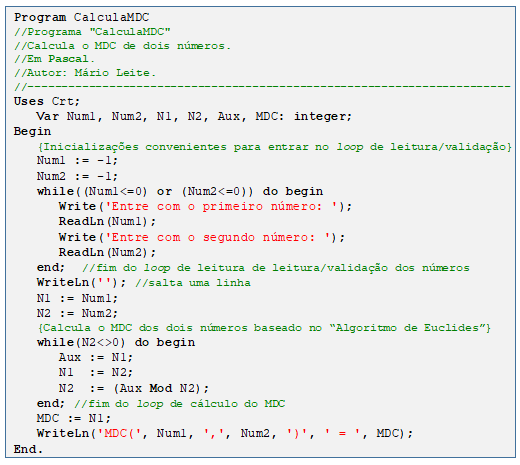 Program CalculaMDC
//Programa "CalculaMDC"
//Calcula o MDC de dois números.
//Em Pascal.
//Autor: Mário Leite.
//-----------------------------------------------------------------------
Uses Crt;
   Var Num1, Num2, N1, N2, Aux, MDC: integer;
Begin
   {Inicializações convenientes para entrar no loop de leitura/validação}
   Num1 := -1;
   Num2 := -1;
   while((Num1<=0) or (Num2<=0)) do begin
      Write('Entre com o primeiro número: ');
      ReadLn(Num1);
      Write('Entre com o segundo número: ');
      ReadLn(Num2);
   end;  //fim do loop de leitura de leitura/validação dos números
   WriteLn(''); //salta uma linha
   N1 := Num1;
   N2 := Num2;
   {Calcula o MDC dos dois números baseado no “Algoritmo de Euclides”}
   while(N2<>0) do begin
      Aux := N1;
      N1  := N2;
      N2  := (Aux Mod N2);
   end; //fim do loop de cálculo do MDC
   MDC := N1;
   WriteLn('MDC(', Num1, ',', Num2, ')', ' = ', MDC);
End.